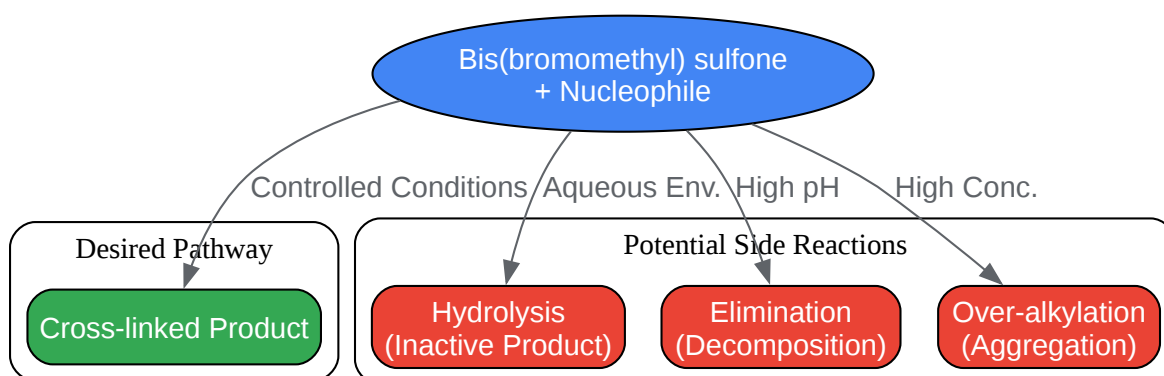 Bis(bromomethyl) sulfone
+ Nucleophile
Controlled Conditions
Aqueous Env.
High pH
High Conc.
Desired Pathway
Potential Side Reactions
Cross-linked Product
Hydrolysis
(Inactive Product)
Elimination
(Decomposition)
Over-alkylation
(Aggregation)